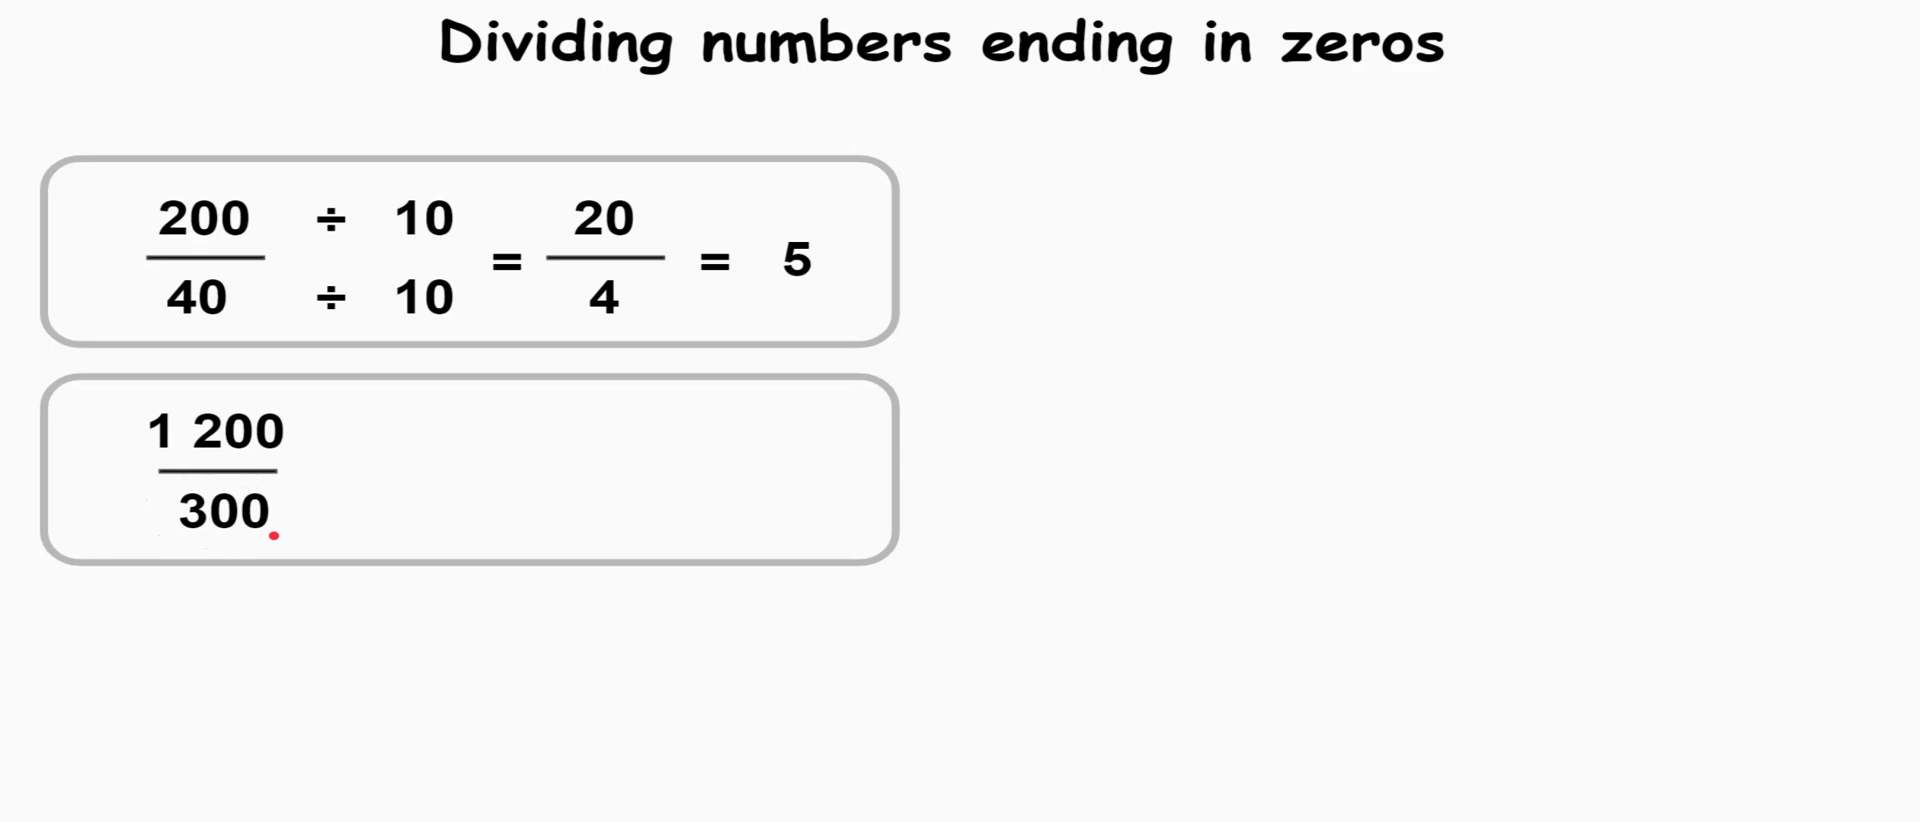 Dividing numbers ending in zeros
200 ÷ 10
= 20 = 5
40 ÷ 10 4
1 200
300